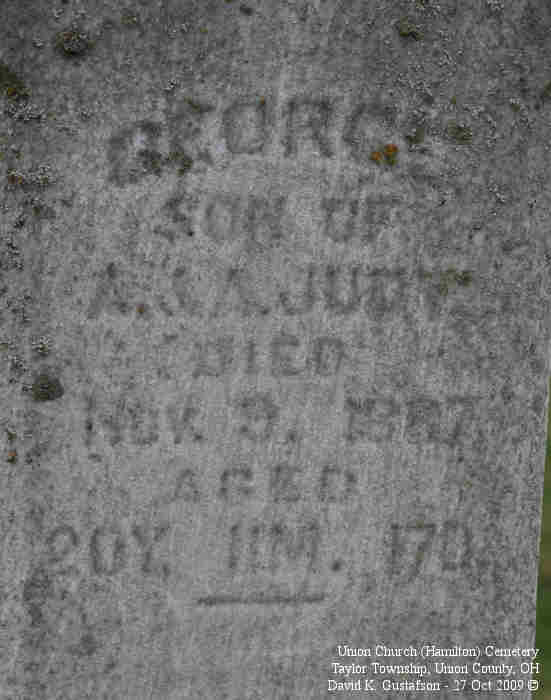 GEORGE
SON OF
A. & A. JUDY
DIED
NOV. 3, 1887
AGED
20Y. 11M. 17D.
Union Church (Hamilton) Cemetery
Taylor Township, Union County, OH
David K. Gustafson - 27 Oct 2009 ©